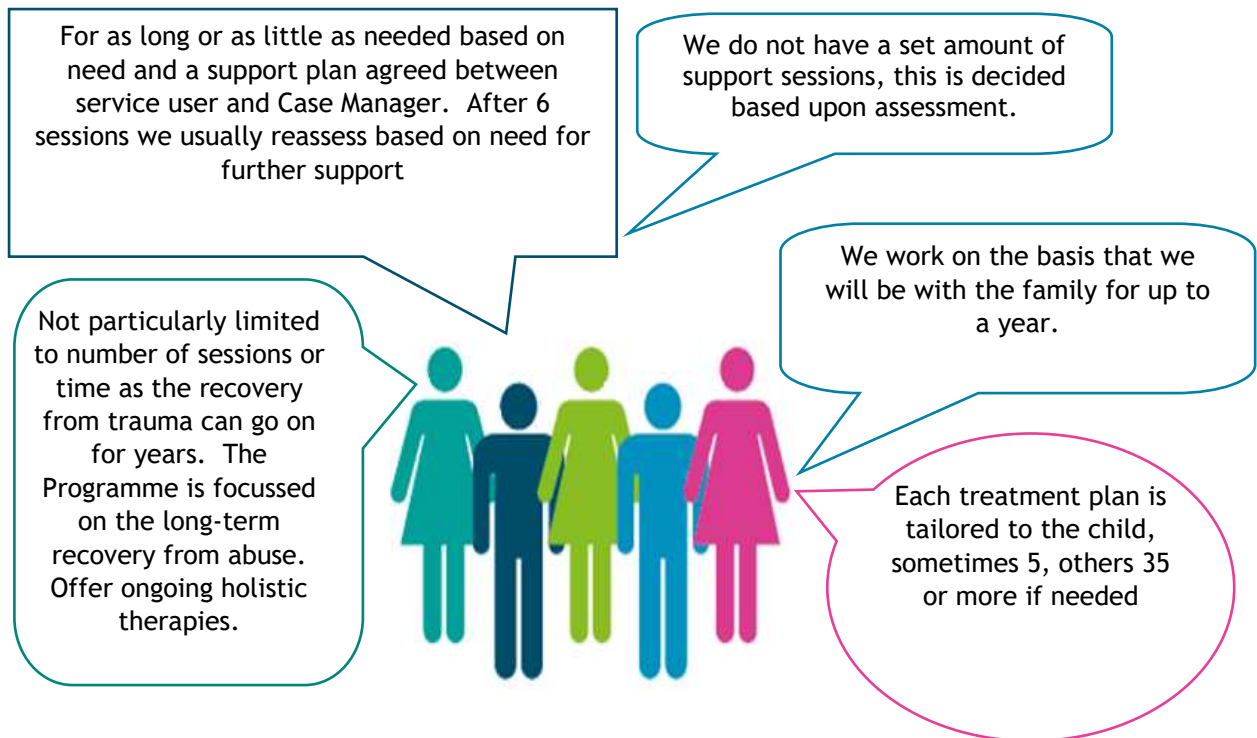 For as long or as little as needed based on
need and a support plan agreed between
service user and Case Manager.  After 6
sessions we usually reassess based on need for
further support
We do not have a set amount of
support sessions, this is decided
based upon assessment.
We work on the basis that we
will be with the family for up to
a year.
Not particularly limited
to number of sessions or
time as the recovery
from trauma can go on
for years.  The
Programme is focussed
on the long-term
recovery from abuse.
Offer ongoing holistic
therapies.
Each treatment plan is
tailored to the child,
sometimes 5, others 35
or more if needed